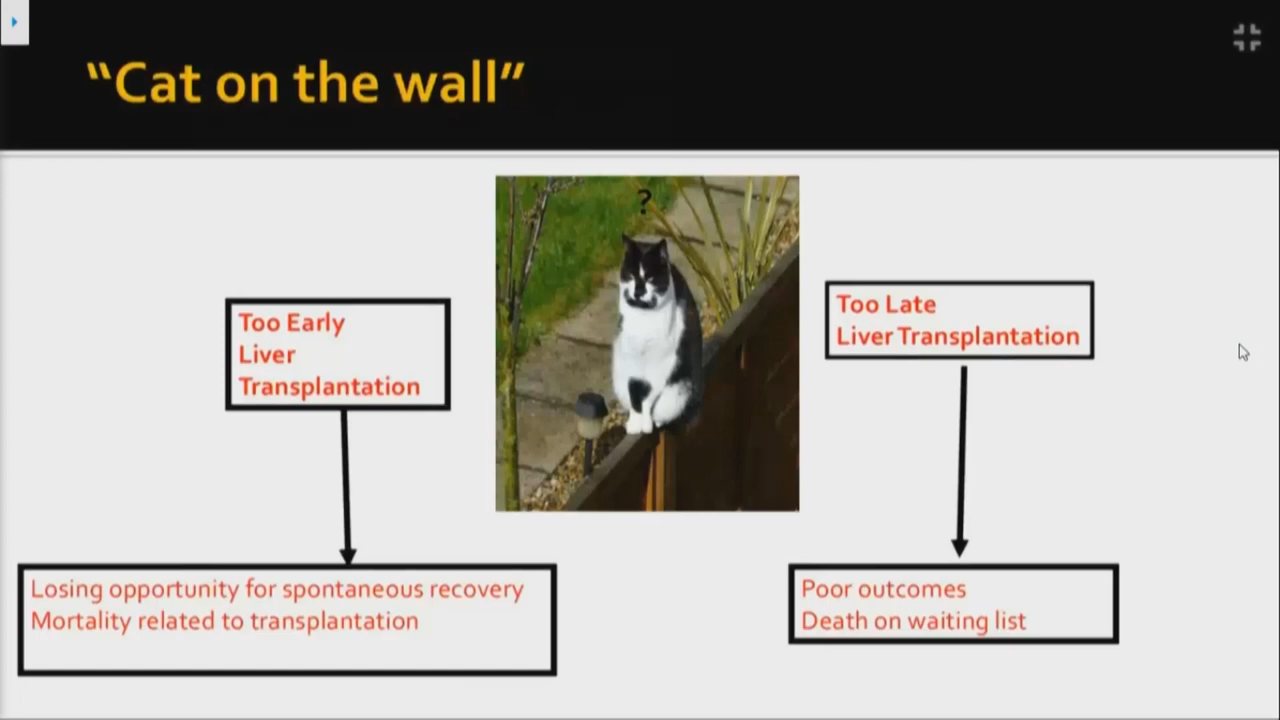 “Cat on the wall”
?
Too Early
Liver
Transplantation
Too Late
Liver Transplantation
Losing opportunity for spontaneous recovery
Mortality related to transplantation
Poor outcomes
Death on waiting list